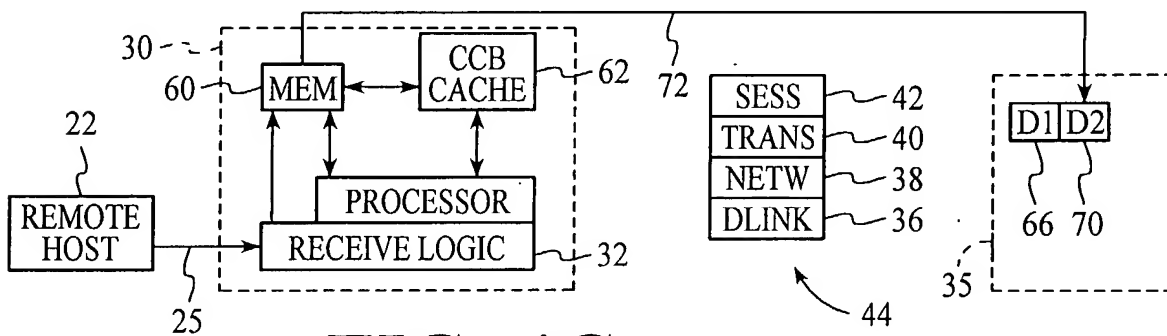 72
30
60
MEM
CCB
CACHE
62
SESS
42
TRANS
40
NETW
38
DLINK
36
44
D1
D2
66
70
35
22
REMOTE
HOST
25
PROCESSOR
RECEIVE LOGIC
32